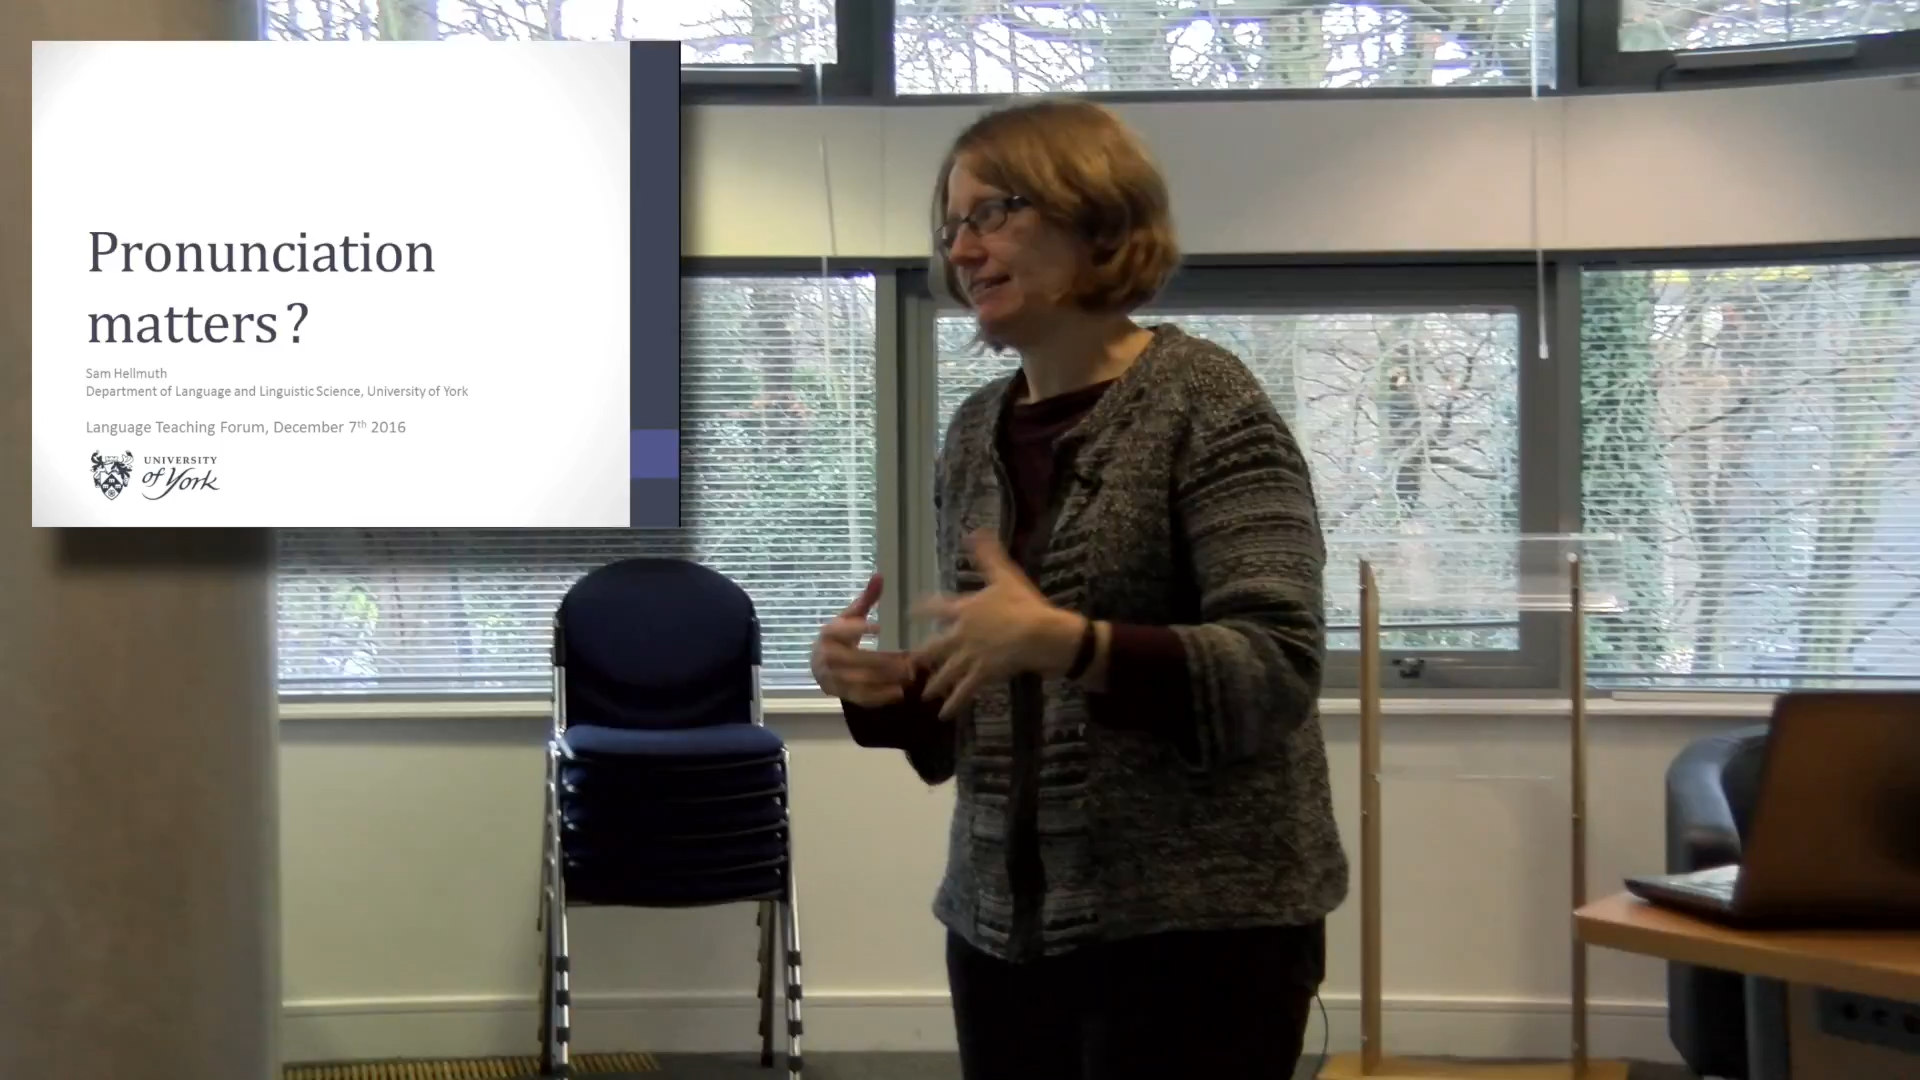 Pronunciation
matters?
Sam Hellmuth
Department of Language and Linguistic Science, University of York
Language Teaching Forum, December 7th 2016
UNIVERSITY
of York